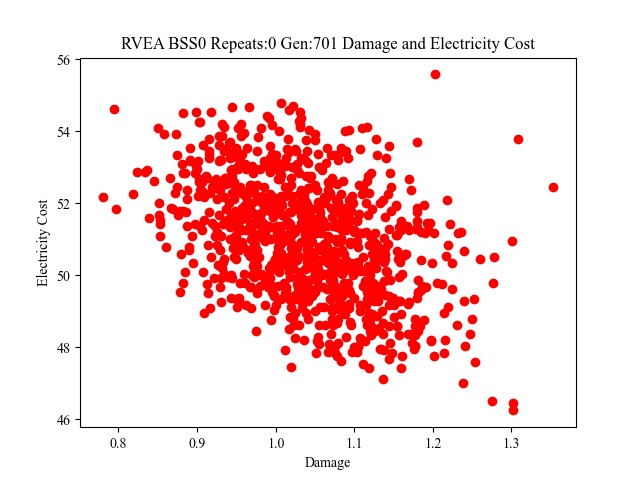 RVEA BSS0 Repeats:0 Gen:701 Damage and Electricity Cost
56
54
52
50
48
46
Electricity Cost
0.8 0.9 1.0 1.1 1.2 1.3
Damage